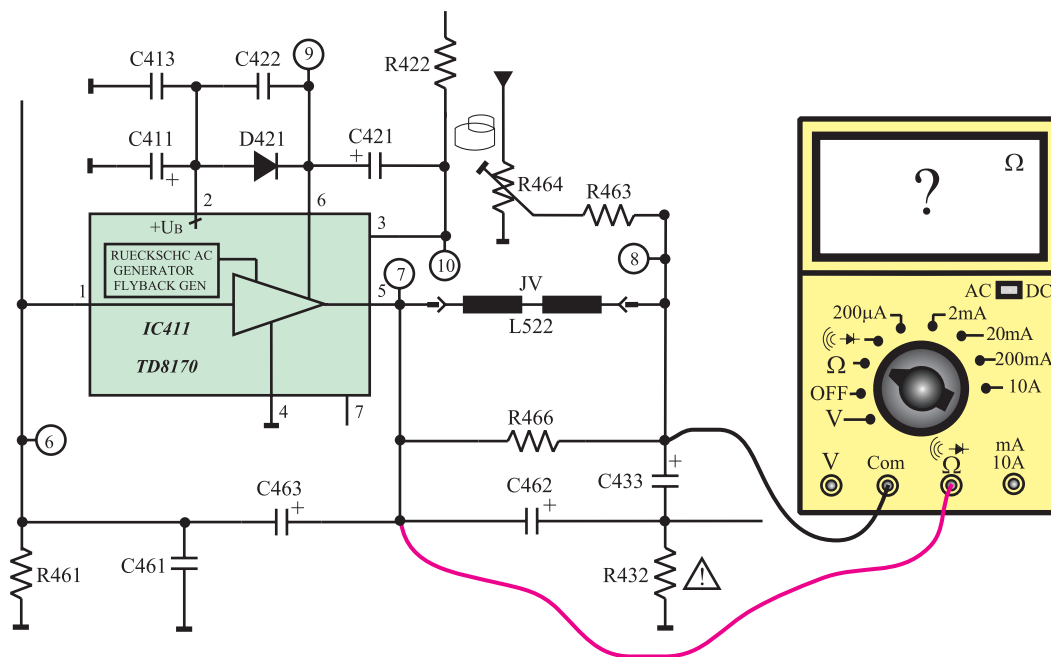 C413
C422
9
R422
C411
+
D421
C421
+
R464
R463
Ω
?
2
6
3
+UB
RUECKSCHC AC
GENERATOR
FLYBACK GEN
10
7
8
1
5
JV
L522
IC411
TD8170
4
7
AC
DC
200µA
2mA
20mA
200mA
10A
Ω
OFF
V
6
R466
+
C433
C463
+
C462
+
V
Com
Ω
mA
10A
R461
C461
R432
!